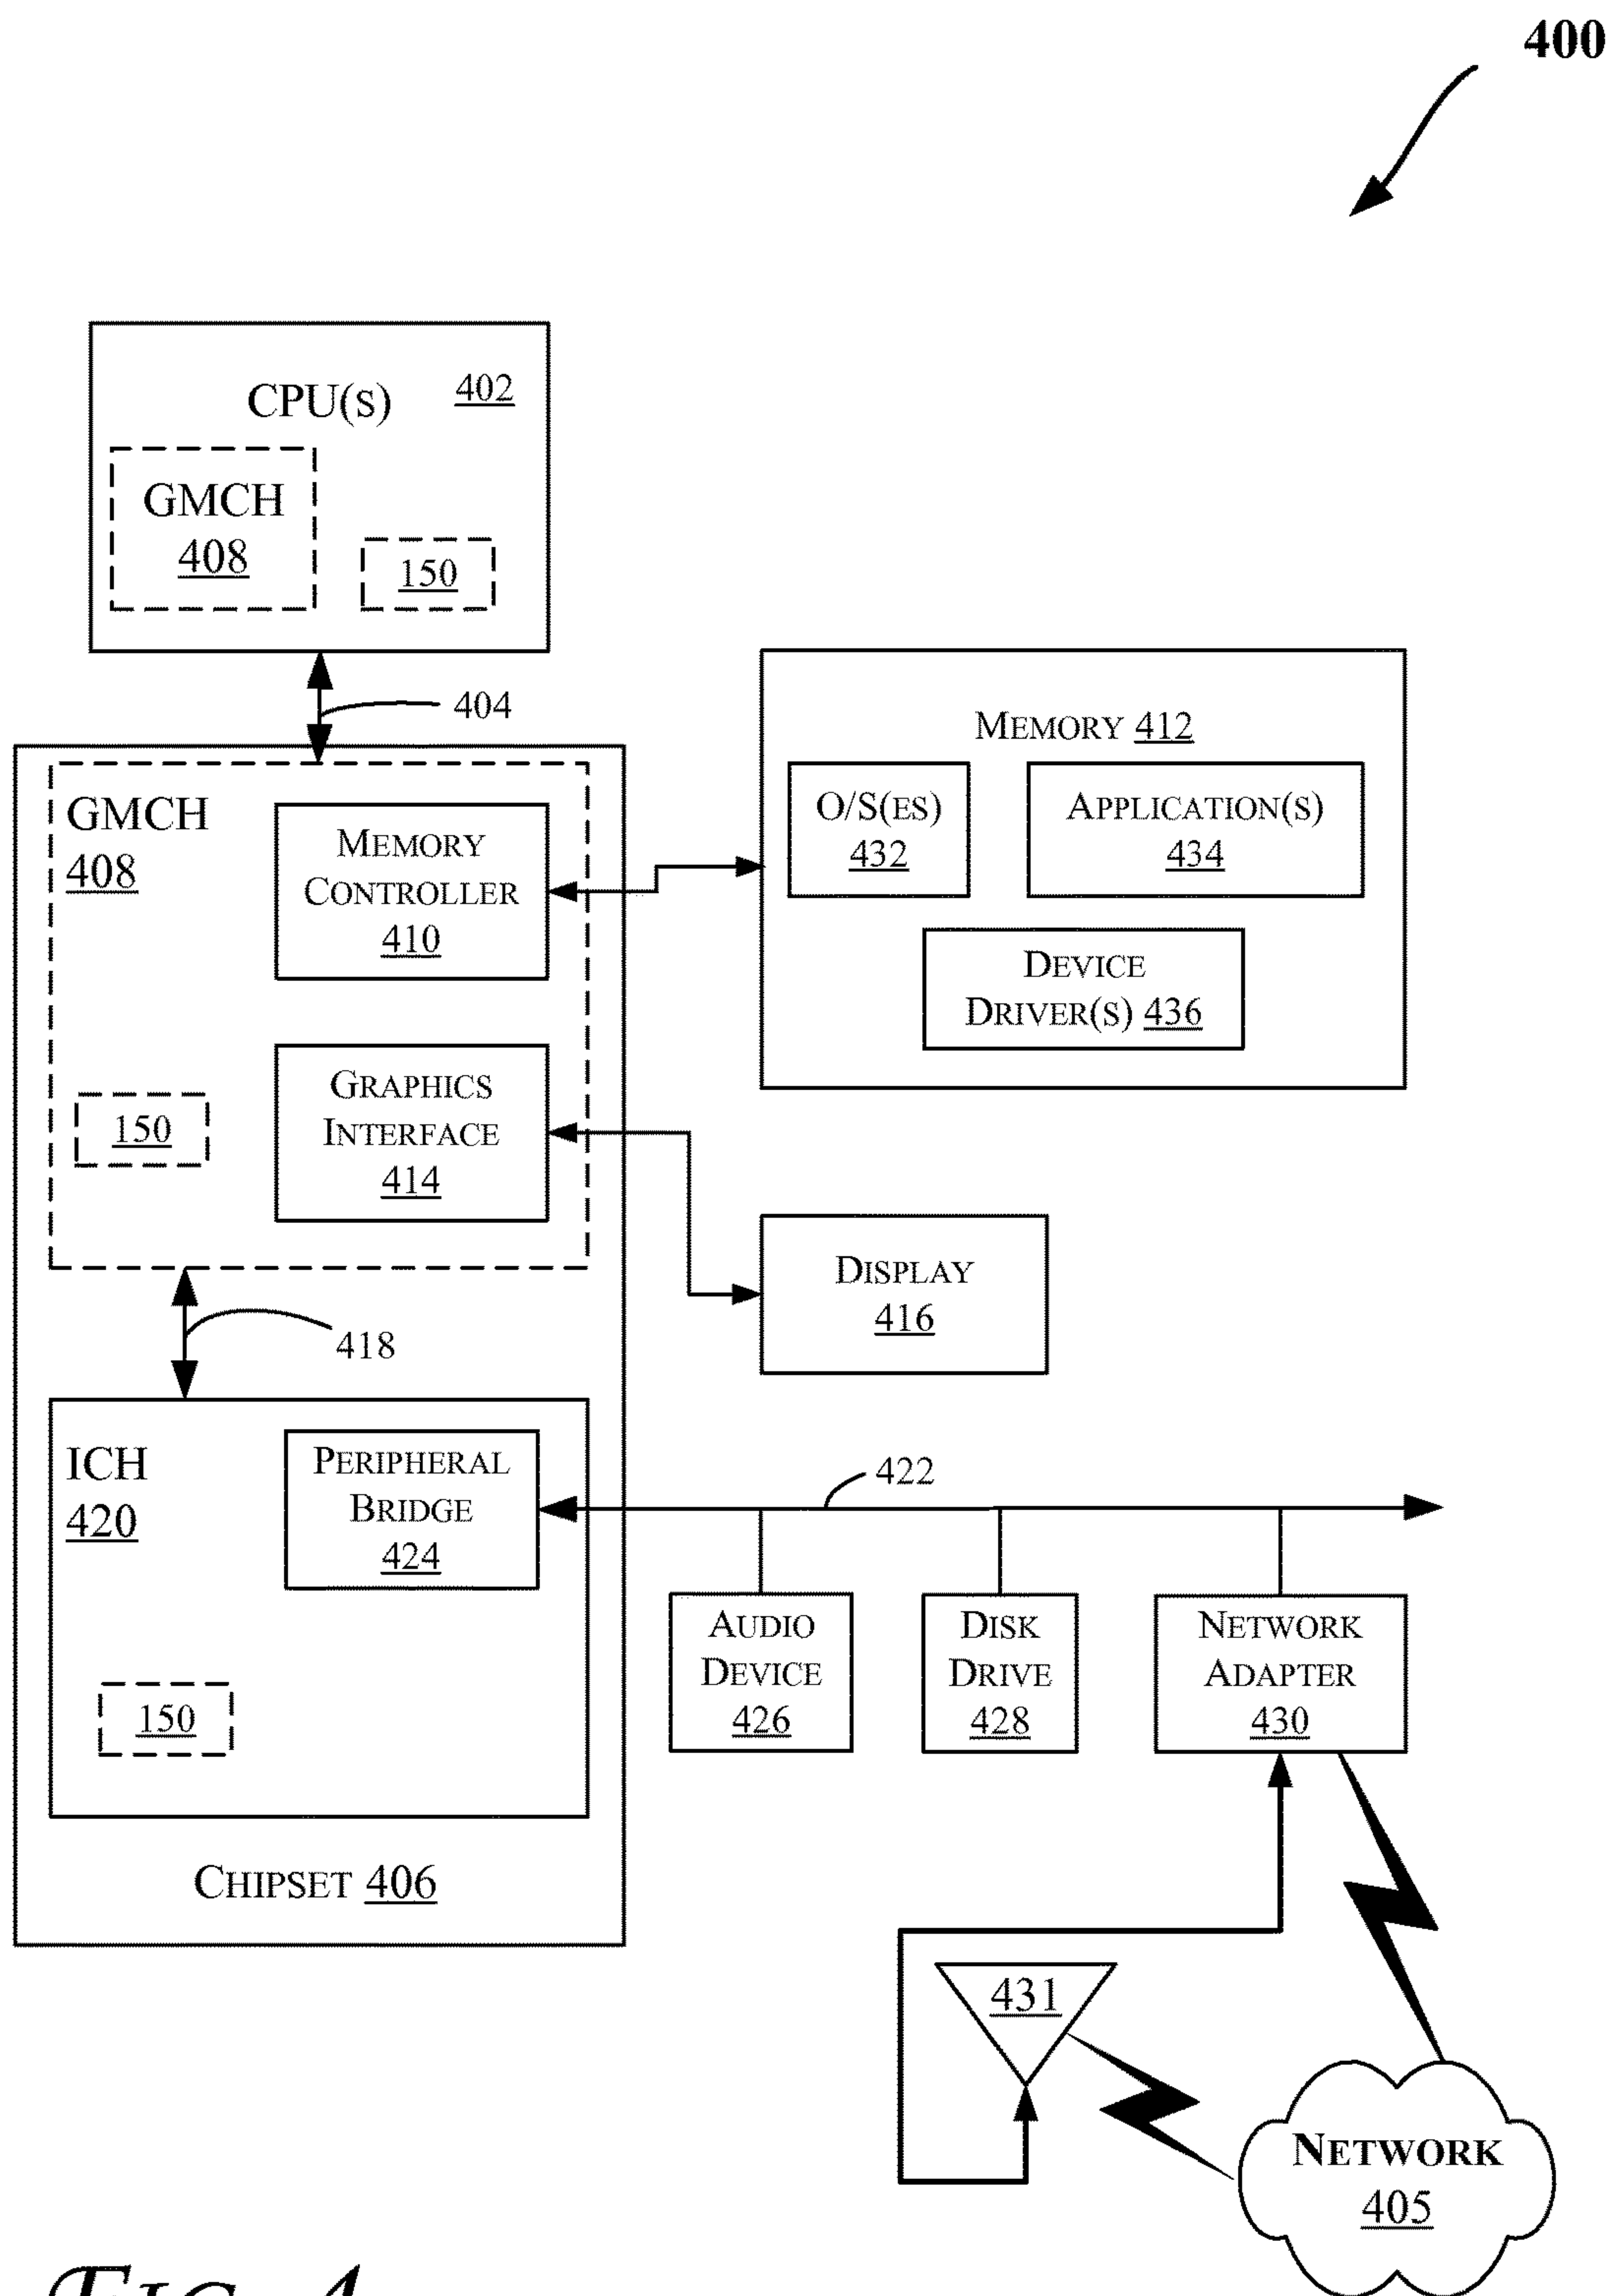 400
CPU(S)
402
GMCH
408
150
404
GMCH
408
MEMORY
CONTROLLER
410
MEMORY 412
O/S(ES)
432
APPLICATION(S)
434
DEVICE
DRIVER(S) 436
150
GRAPHICS
INTERFACE
414
DISPLAY
416
418
ICH
420
PERIPHERAL
BRIDGE
424
422
AUDIO
DEVICE
426
DISK
DRIVE
428
NETWORK
ADAPTER
430
150
CHIPSET 406
431
NETWORK
405
FIG. 4